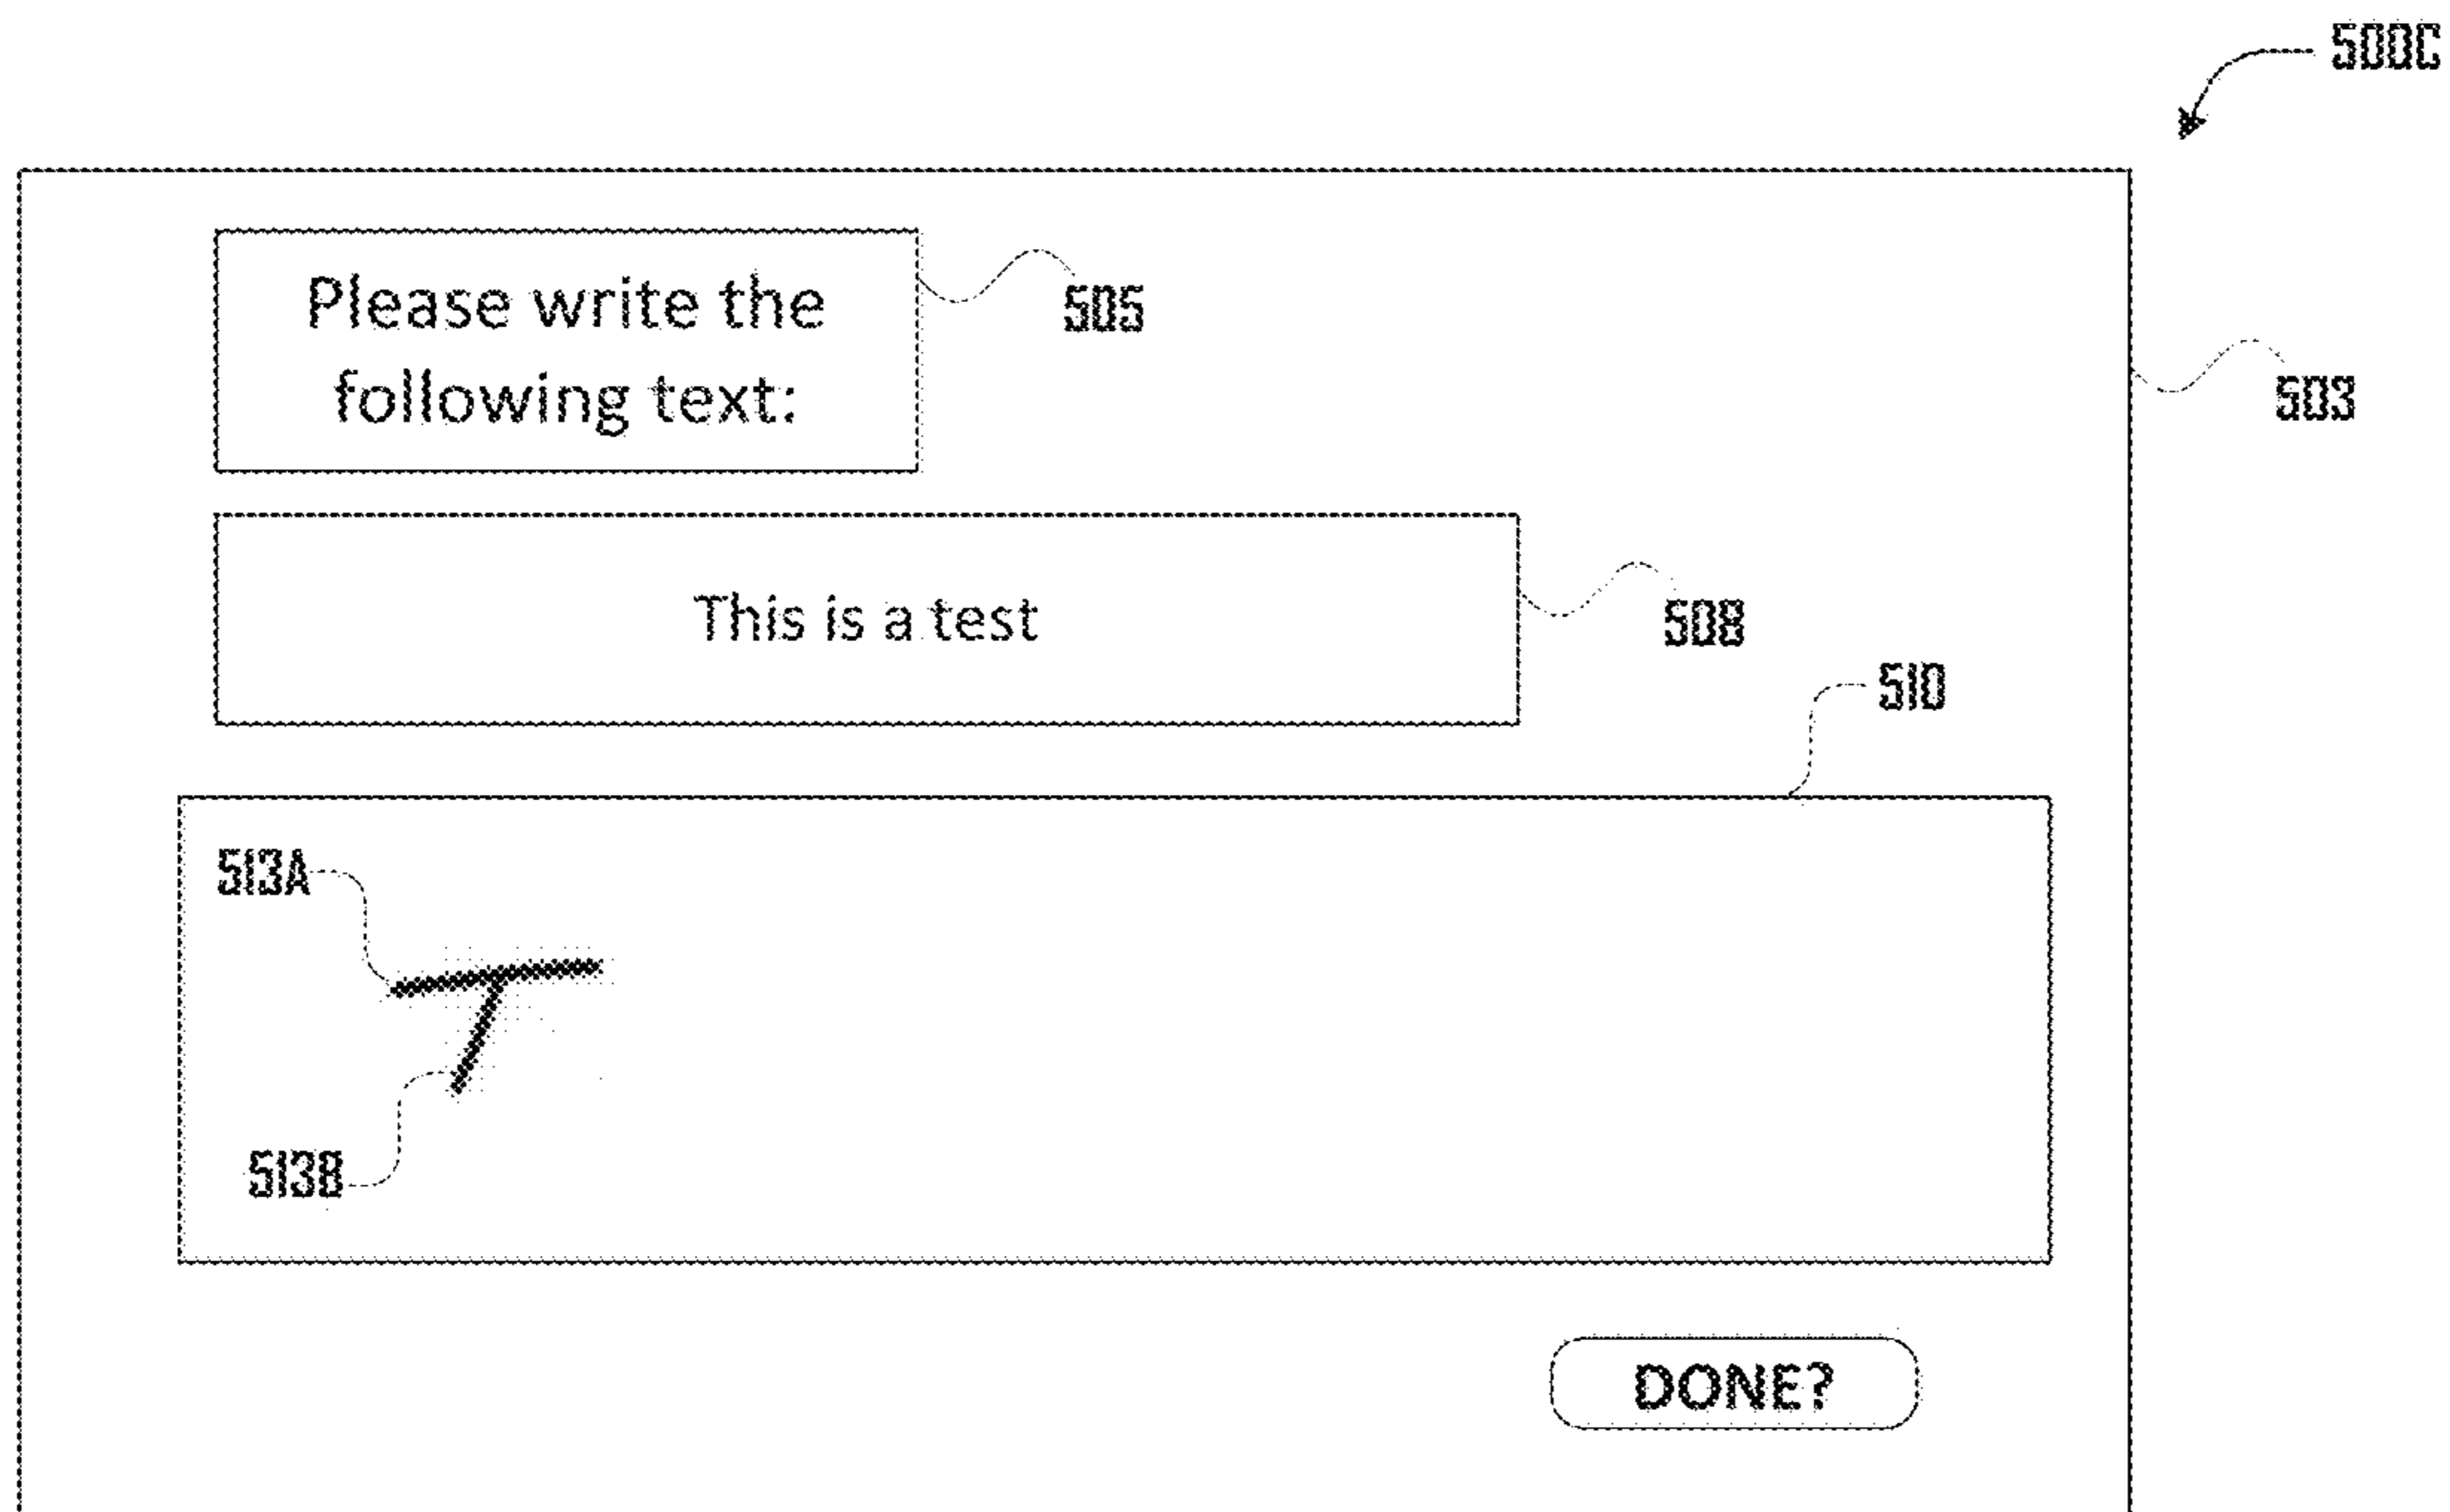 500C
Please write the
following text:
505
503
This is a test
508
510
513A
T
513B
DONE?